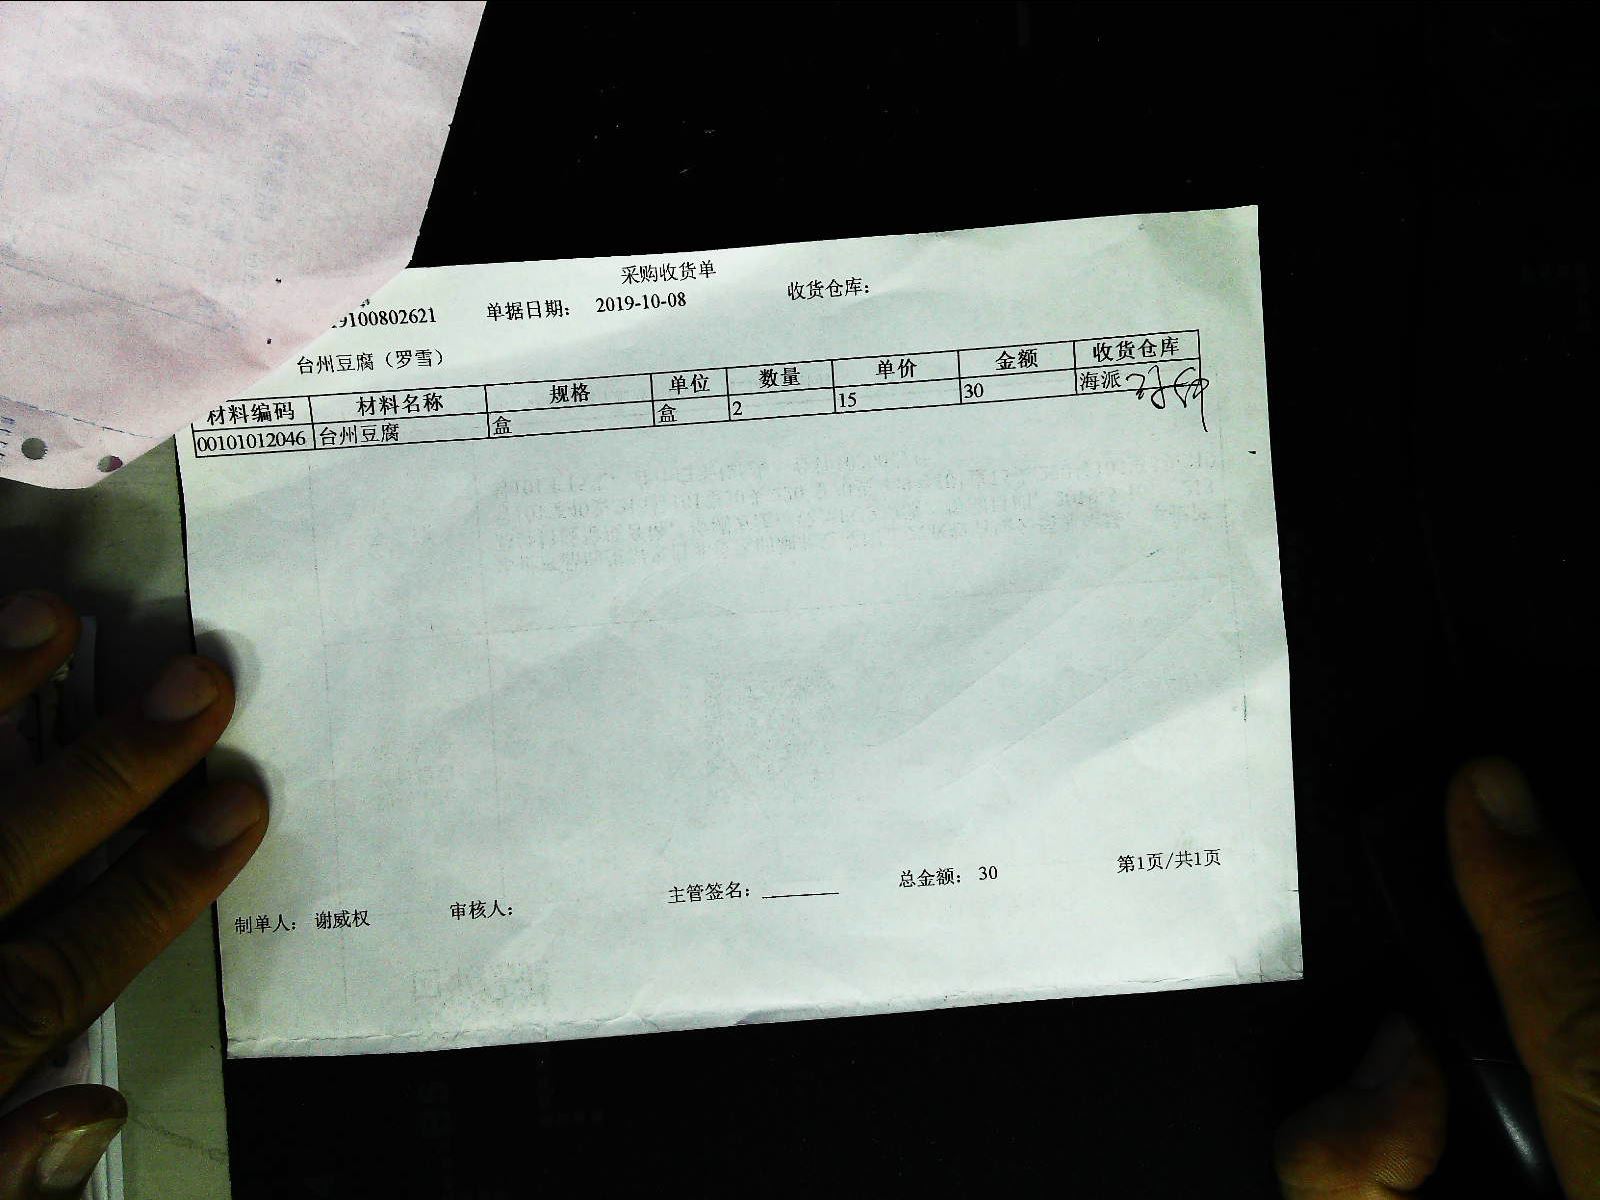 采购收货单
19100802621 单据日期： 2019-10-08 收货仓库：
台州豆腐（罗雪）
材料编码 材料名称 规格 单位 数量 单价 金额 收货仓库
00101012046 台州豆腐 盒 盒 2 15 30 海派
制单人： 谢威权 审核人： 主管签名： 总金额： 30 第1页/共1页